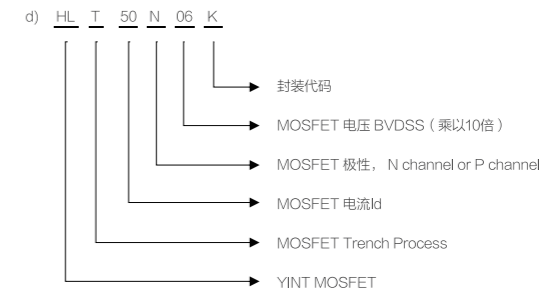 d) HL T 50 N 06 K
封装代码
MOSFET 电压 BVDSS（乘以10倍）
MOSFET 极性， N channel or P channel
MOSFET 电流Id
MOSFET Trench Process
YINT MOSFET